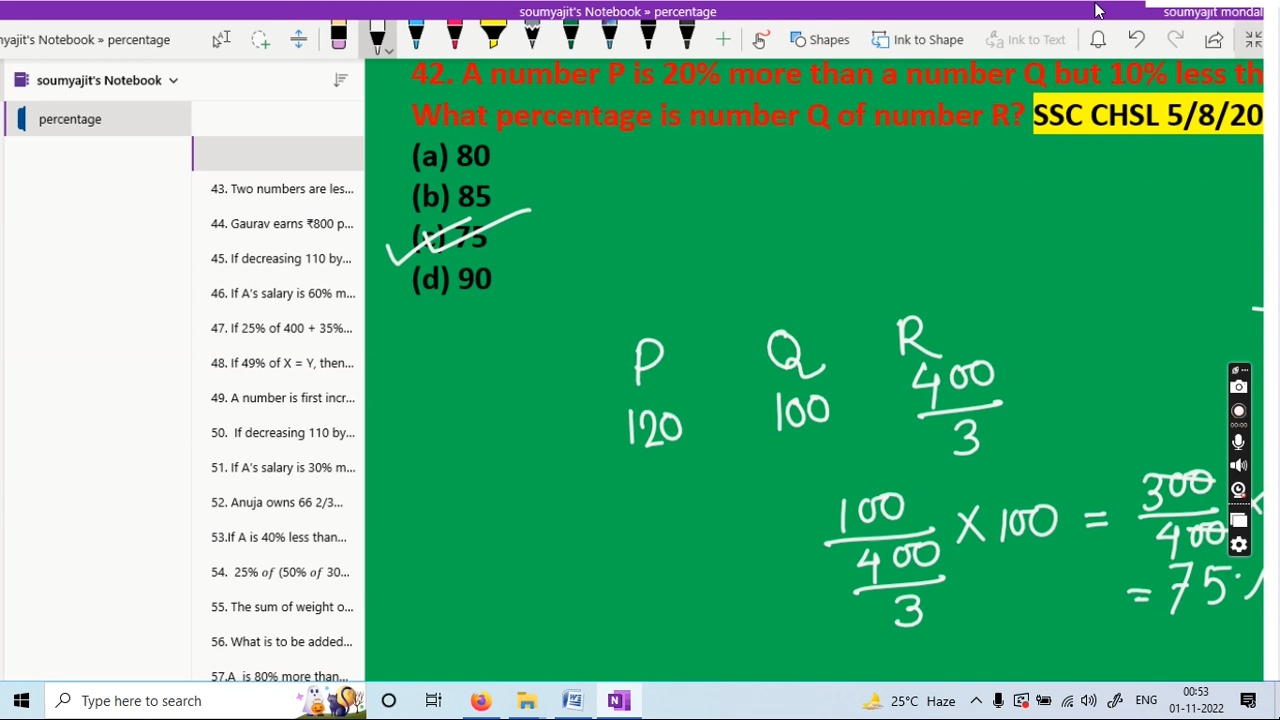 soumyajit's Notebook » percentage
soumyajit mondal
yajit's Notebook » percentage
Shapes
Ink to Shape
Ink to Text
soumyajit's Notebook
percentage
43. Two numbers are les...
44. Gaurav earns ₹800 p...
45. If decreasing 110 by...
46. If A's salary is 60% m...
47. If 25% of 400 + 35%...
48. If 49% of X = Y, then...
49. A number is first incr...
50. If decreasing 110 by...
51. If A's salary is 30% m...
52. Anuja owns 66 2/3...
53.If A is 40% less than...
54. 25% of (50% of 30...
55. The sum of weight o...
56. What is to be added...
57.A is 80% more than...
42. A number P is 20% more than a number Q but 10% less th
What percentage is number Q of number R? SSC CHSL 5/8/20
(a) 80
(b) 85
(c) 75
(d) 90
P Q R
120 100 400/3
100/(400/3) × 100 = 300/400
= 75%
00:00
Type here to search
25°C Haze
ENG
00:53
01-11-2022